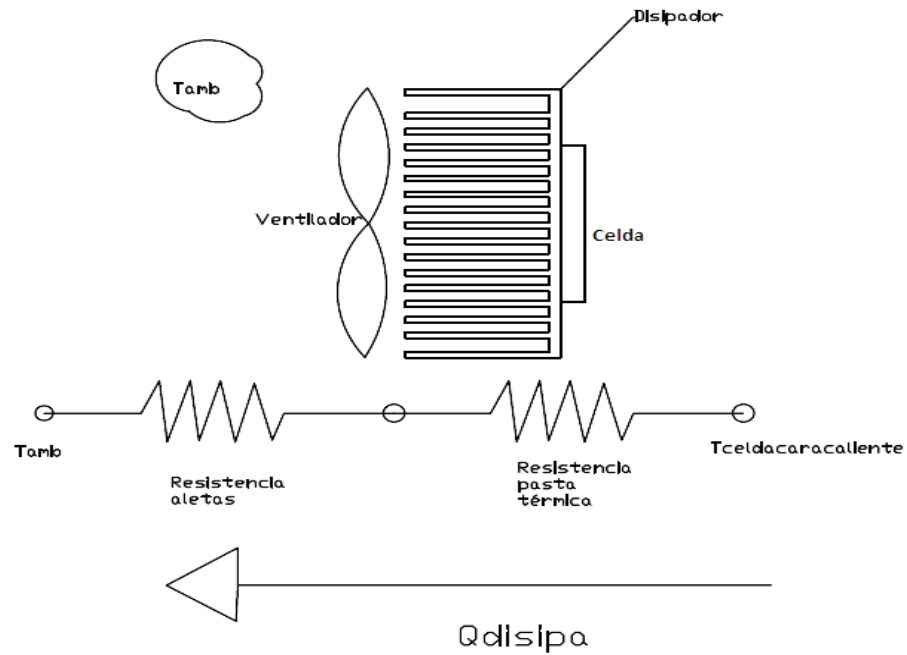 Disipador
Tamb
Ventilador
Celda
Tamb
Resistencia
aletas
Resistencia
pasta
térmica
Tceldacaracaliente
Qdisipa